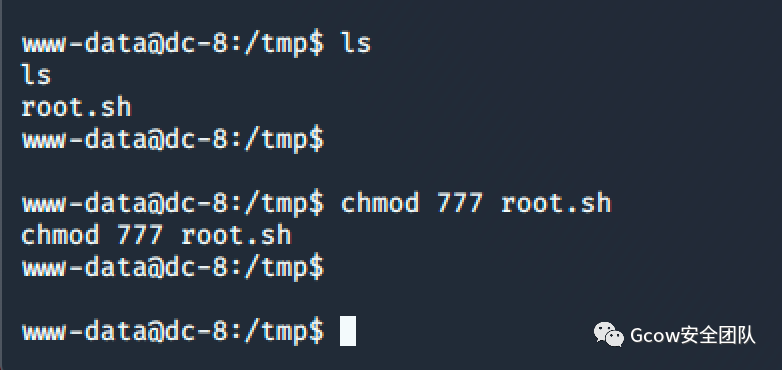 www-data@dc-8:/tmp$ ls
ls
root.sh
www-data@dc-8:/tmp$
www-data@dc-8:/tmp$ chmod 777 root.sh
chmod 777 root.sh
www-data@dc-8:/tmp$
www-data@dc-8:/tmp$
Gcow安全团队